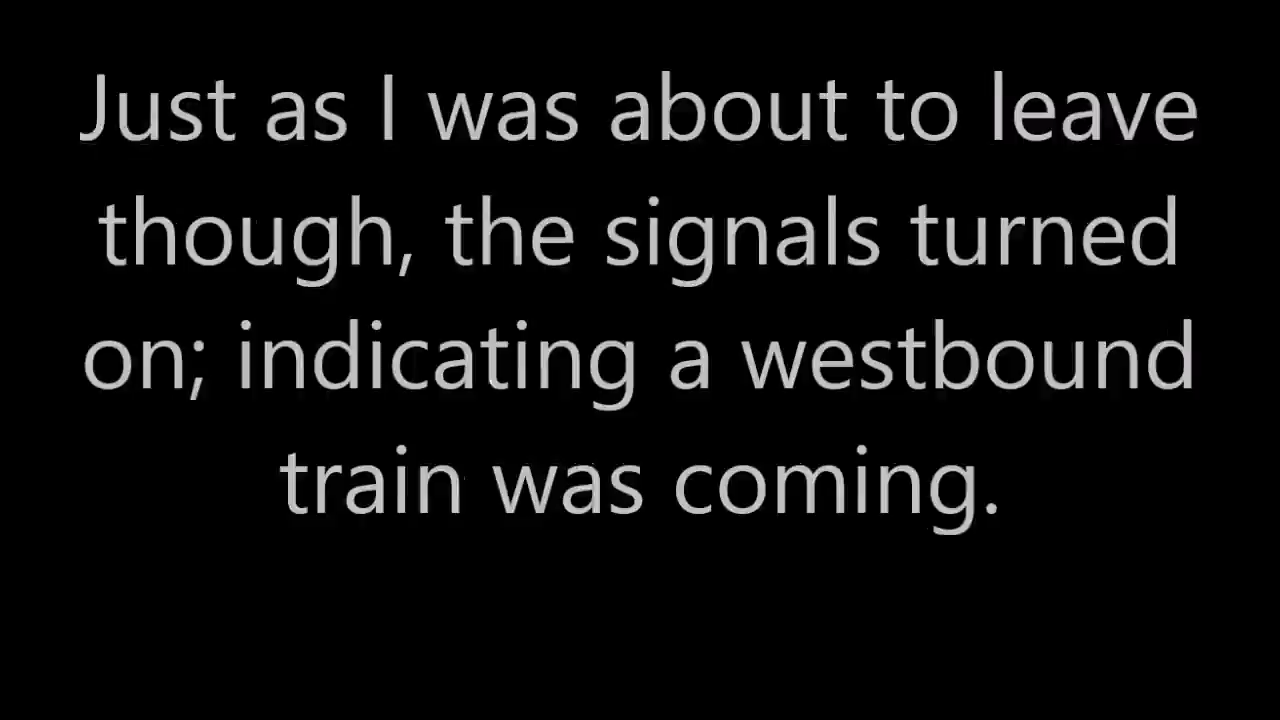 Just as I was about to leave
though, the signals turned
on; indicating a westbound
train was coming.